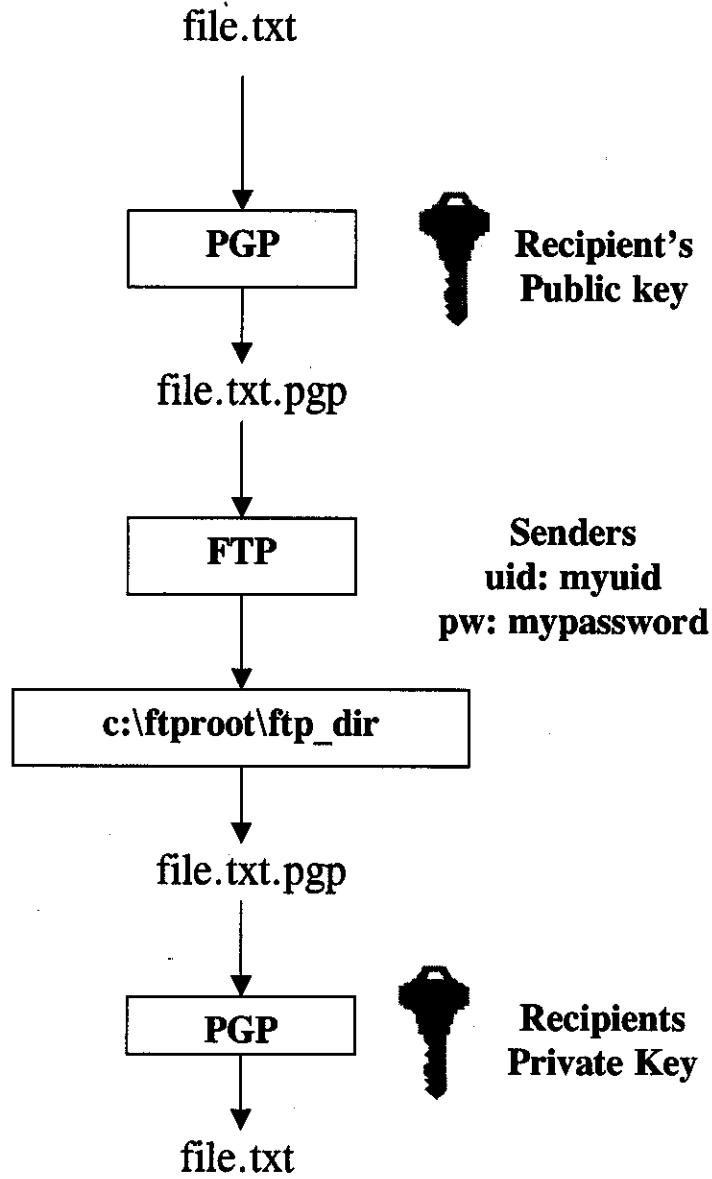 file.txt
PGP
Recipient's
Public key
file.txt.pgp
FTP
Senders
uid: myuid
pw: mypassword
c:\ftproot\ftp_dir
file.txt.pgp
PGP
Recipients
Private Key
file.txt